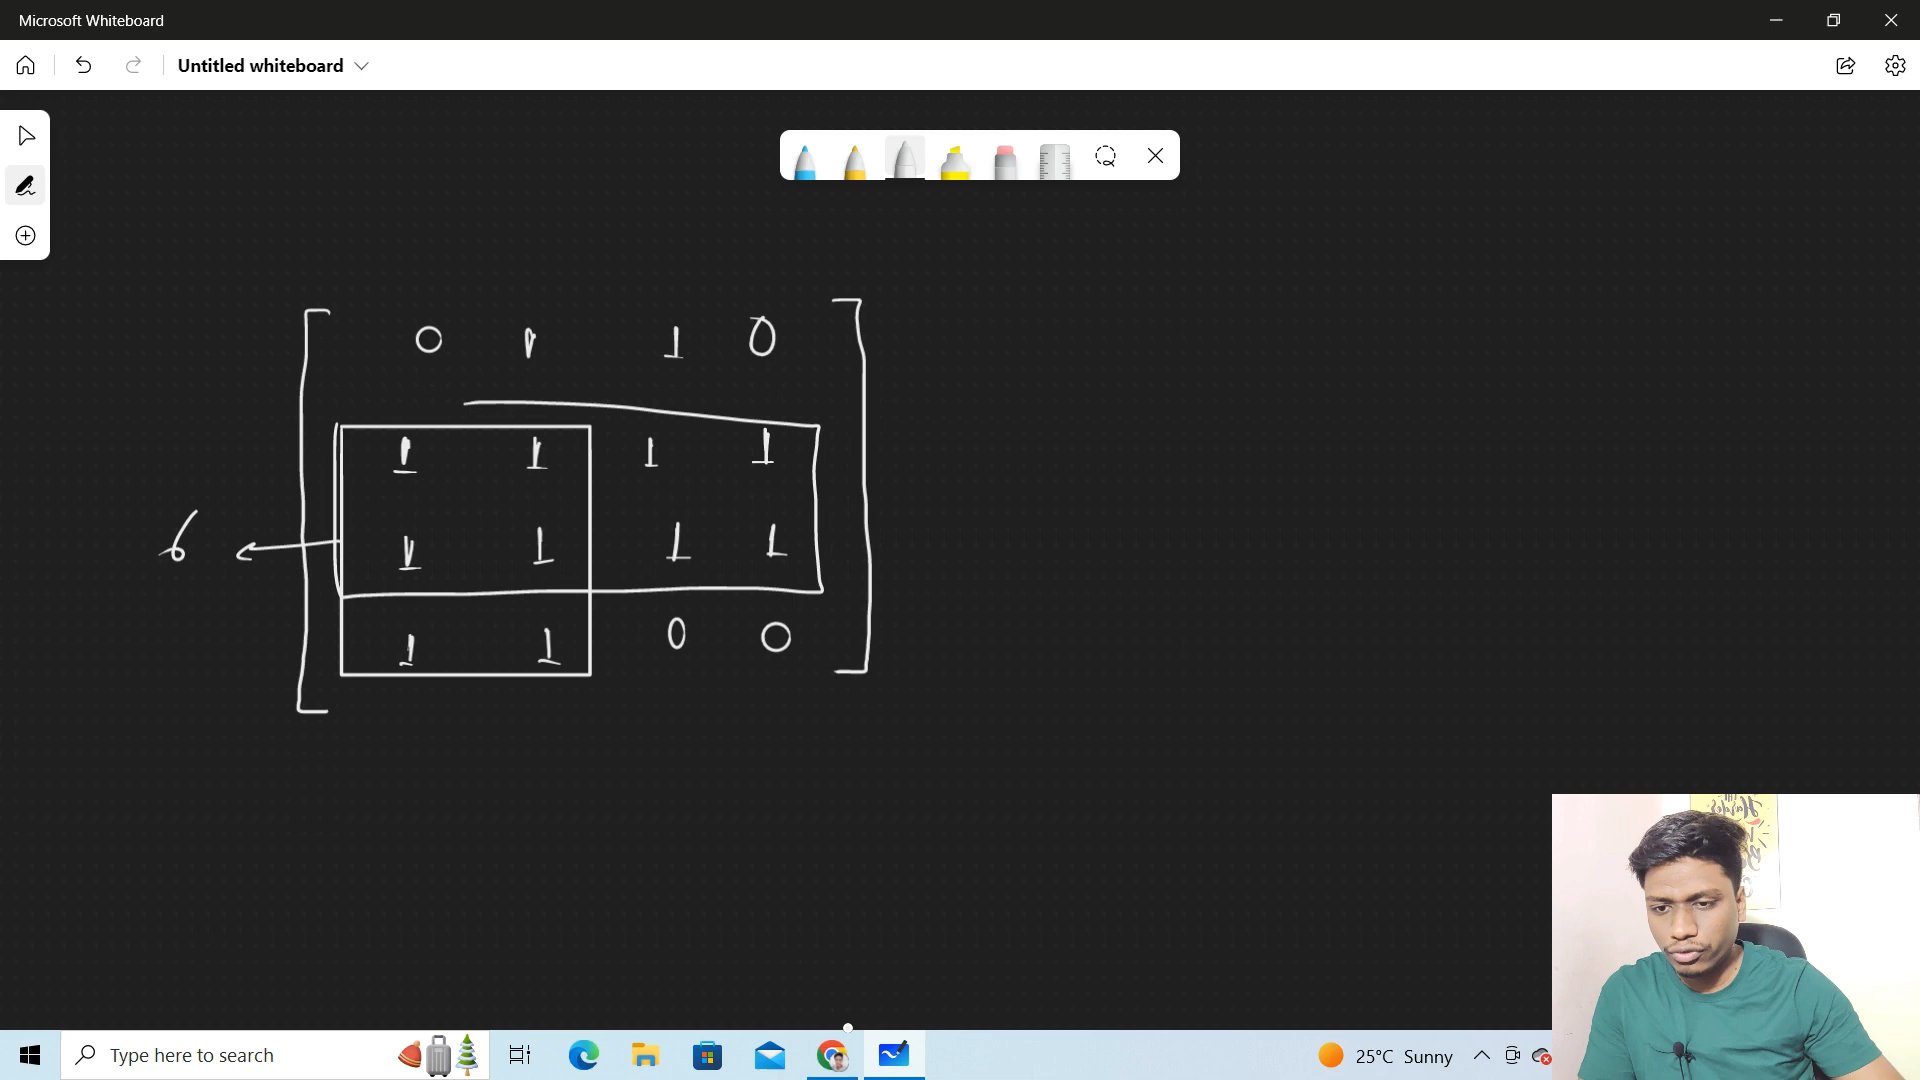 Microsoft Whiteboard
Untitled whiteboard
0 1 1 0
1 1 1 1
6
1 1 1 1
1 1 0 0
Type here to search
25°C Sunny